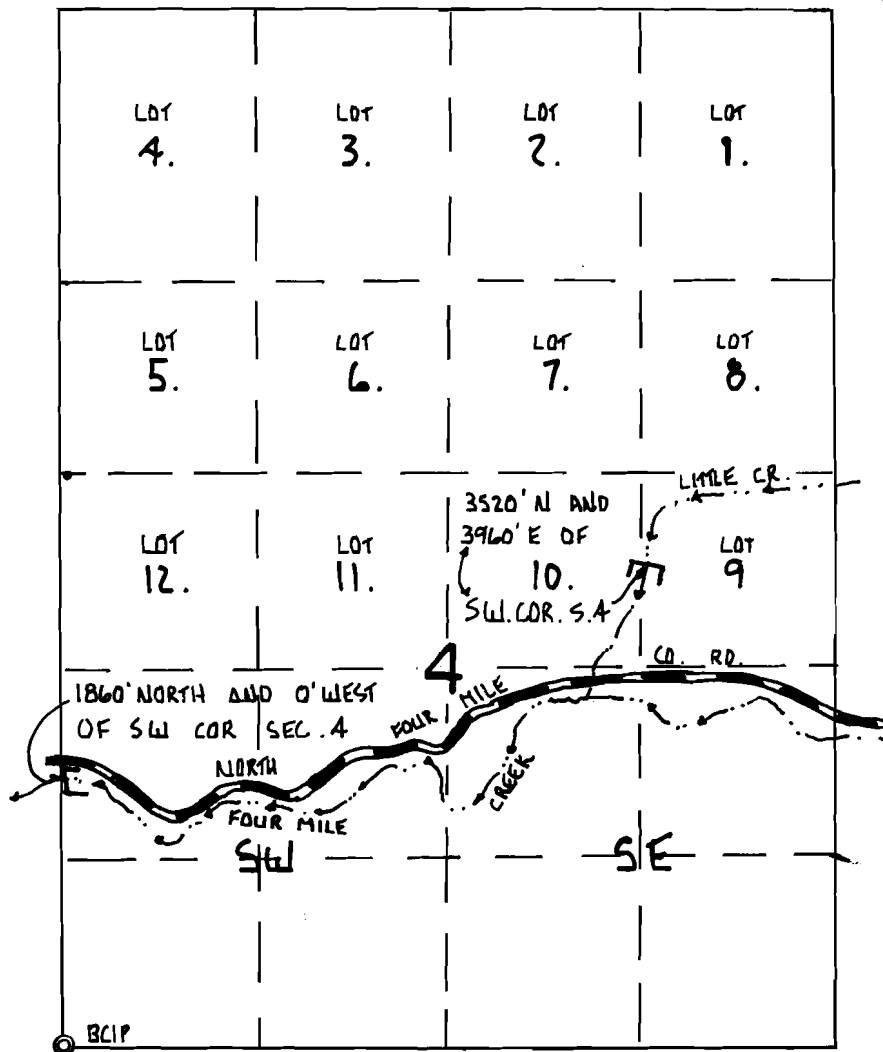 LOT
4.
LOT
3.
LOT
2.
LOT
1.
LOT
5.
LOT
6.
LOT
7.
LOT
8.
LITTLE CR.
3520' N AND
3960' E OF
SW. COR. S.4
LOT
12.
LOT
11.
10.
LOT
9
4
CO. RD.
1860' NORTH AND 0' WEST
OF SW COR SEC. 4
FOUR MILE
NORTH
CREEK
FOUR MILE
SW
SE
BCIP